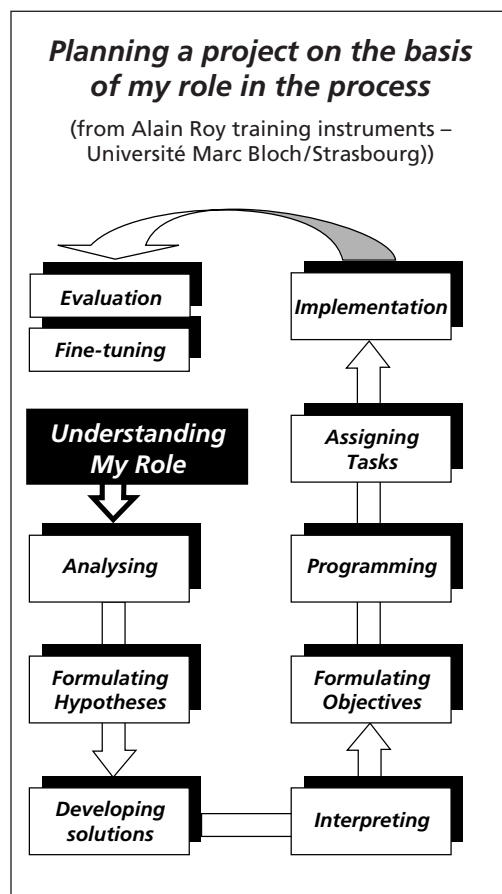 Planning a project on the basis
of my role in the process
(from Alain Roy training instruments –
Université Marc Bloch/Strasbourg))
Evaluation
Fine-tuning
Understanding
My Role
Analysing
Formulating
Hypotheses
Developing
solutions
Interpreting
Formulating
Objectives
Programming
Assigning
Tasks
Implementation